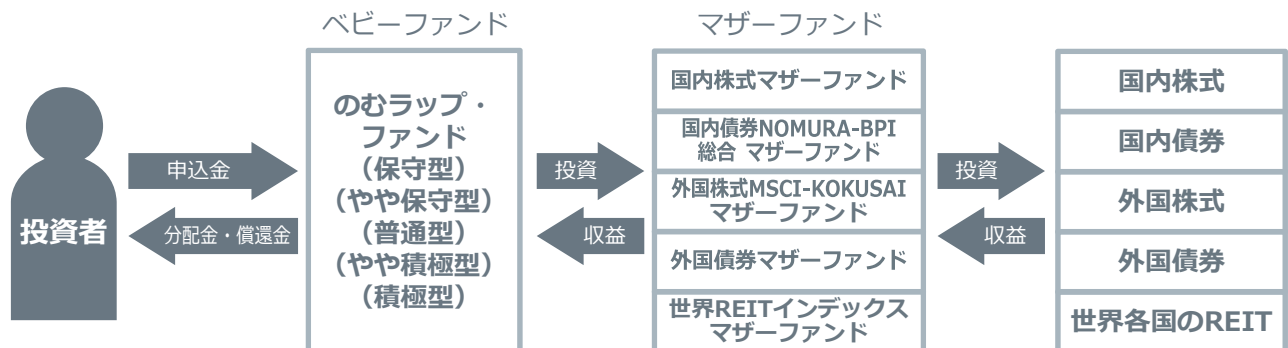 ベビーファンド
マザーファンド
投資者
申込金
分配金・償還金
のむラップ・
ファンド
（保守型）
（やや保守型）
（普通型）
（やや積極型）
（積極型）
投資
収益
国内株式マザーファンド
国内債券NOMURA-BPI
総合 マザーファンド
外国株式MSCI-KOKUSAI
マザーファンド
外国債券マザーファンド
世界REITインデックス
マザーファンド
投資
収益
国内株式
国内債券
外国株式
外国債券
世界各国のREIT